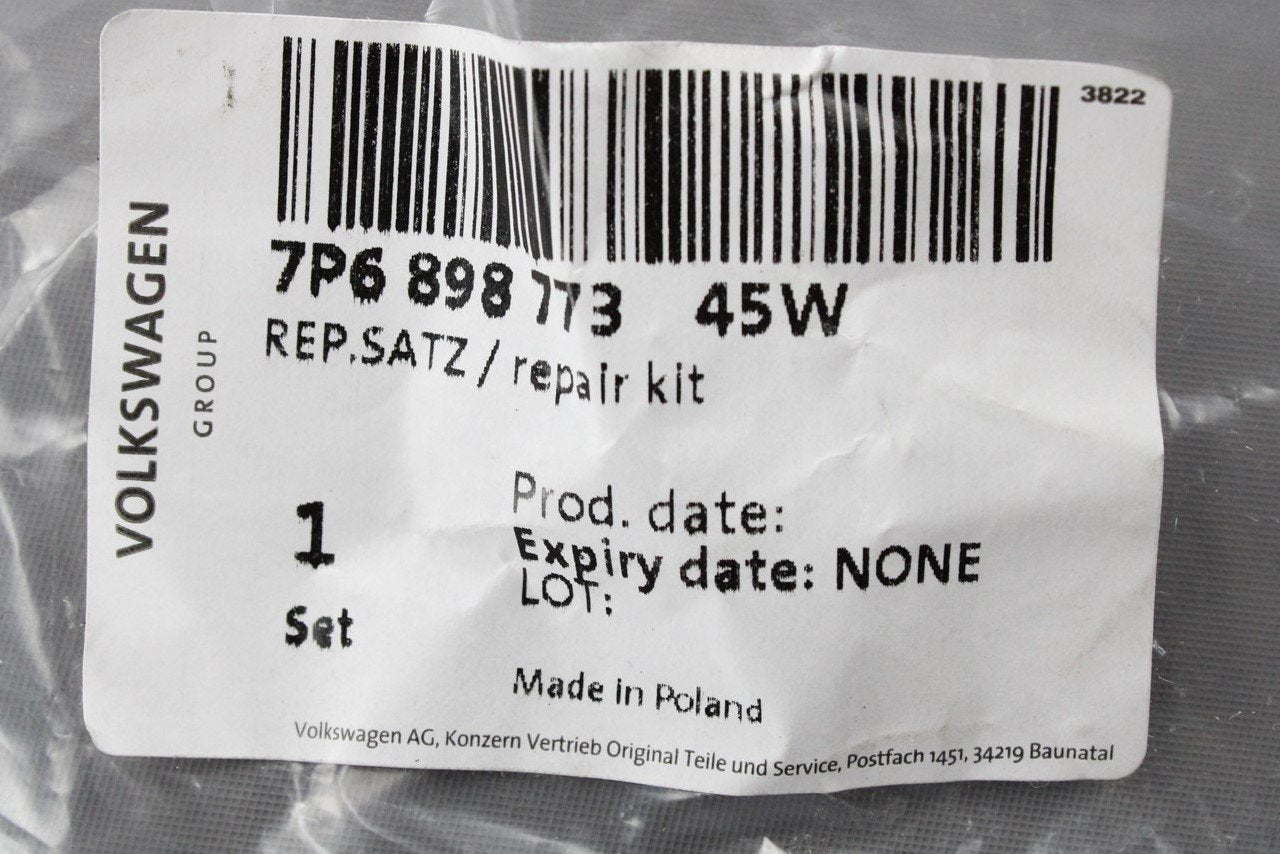 3822
VOLKSWAGEN
GROUP
7P6 898 773 45W
REP.SATZ / repair kit
1
Set
Prod. date:
Expiry date: NONE
LOT:
Made in Poland
Volkswagen AG, Konzern Vertrieb Original Teile und Service, Postfach 1451, 34219 Baunatal